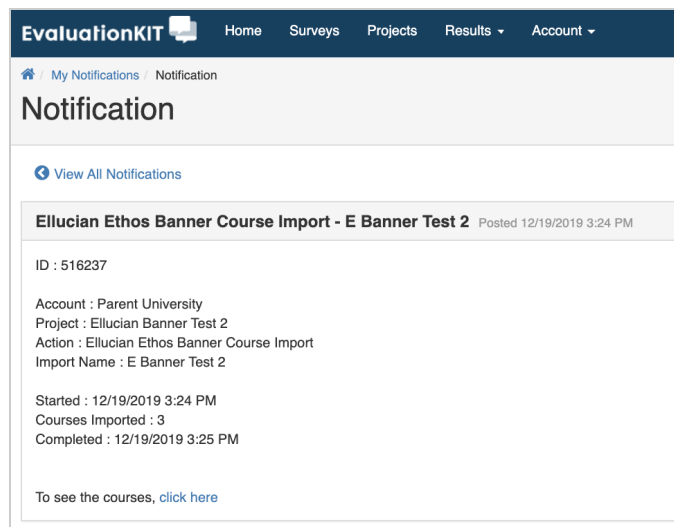 EvaluationKIT Home Surveys Projects Results Account
/ My Notifications / Notification
Notification
View All Notifications
Ellucian Ethos Banner Course Import - E Banner Test 2 Posted 12/19/2019 3:24 PM
ID : 516237
Account : Parent University
Project : Ellucian Banner Test 2
Action : Ellucian Ethos Banner Course Import
Import Name : E Banner Test 2
Started : 12/19/2019 3:24 PM
Courses Imported : 3
Completed : 12/19/2019 3:25 PM
To see the courses, click here